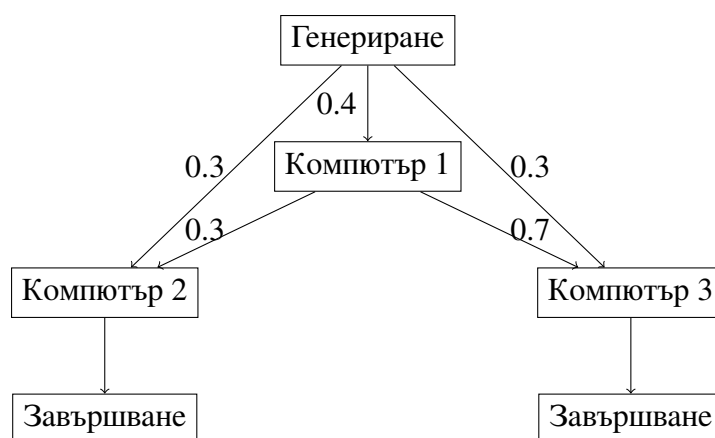 Генериране
0.4
Компютър 1
0.3
0.3
0.3
0.7
Компютър 2
Компютър 3
Завършване
Завършване